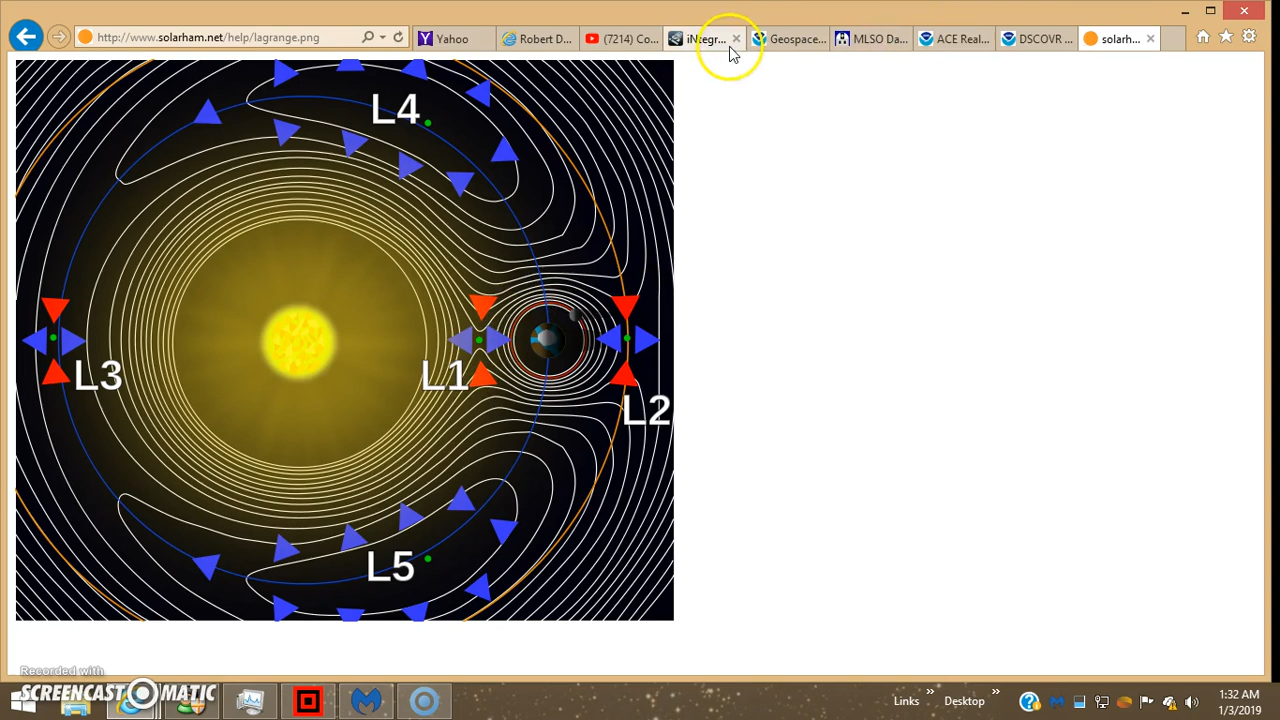 http://www.solarham.net/help/lagrange.png
Yahoo
Robert D...
(7214) Co...
iNtegr...
Geospace...
MLSO Da...
ACE Real...
DSCOVR ...
solarh...
L4
L3
L1
L2
L5
Recorded with
SCREENCAST MATIC
Links
Desktop
1:32 AM
1/3/2019